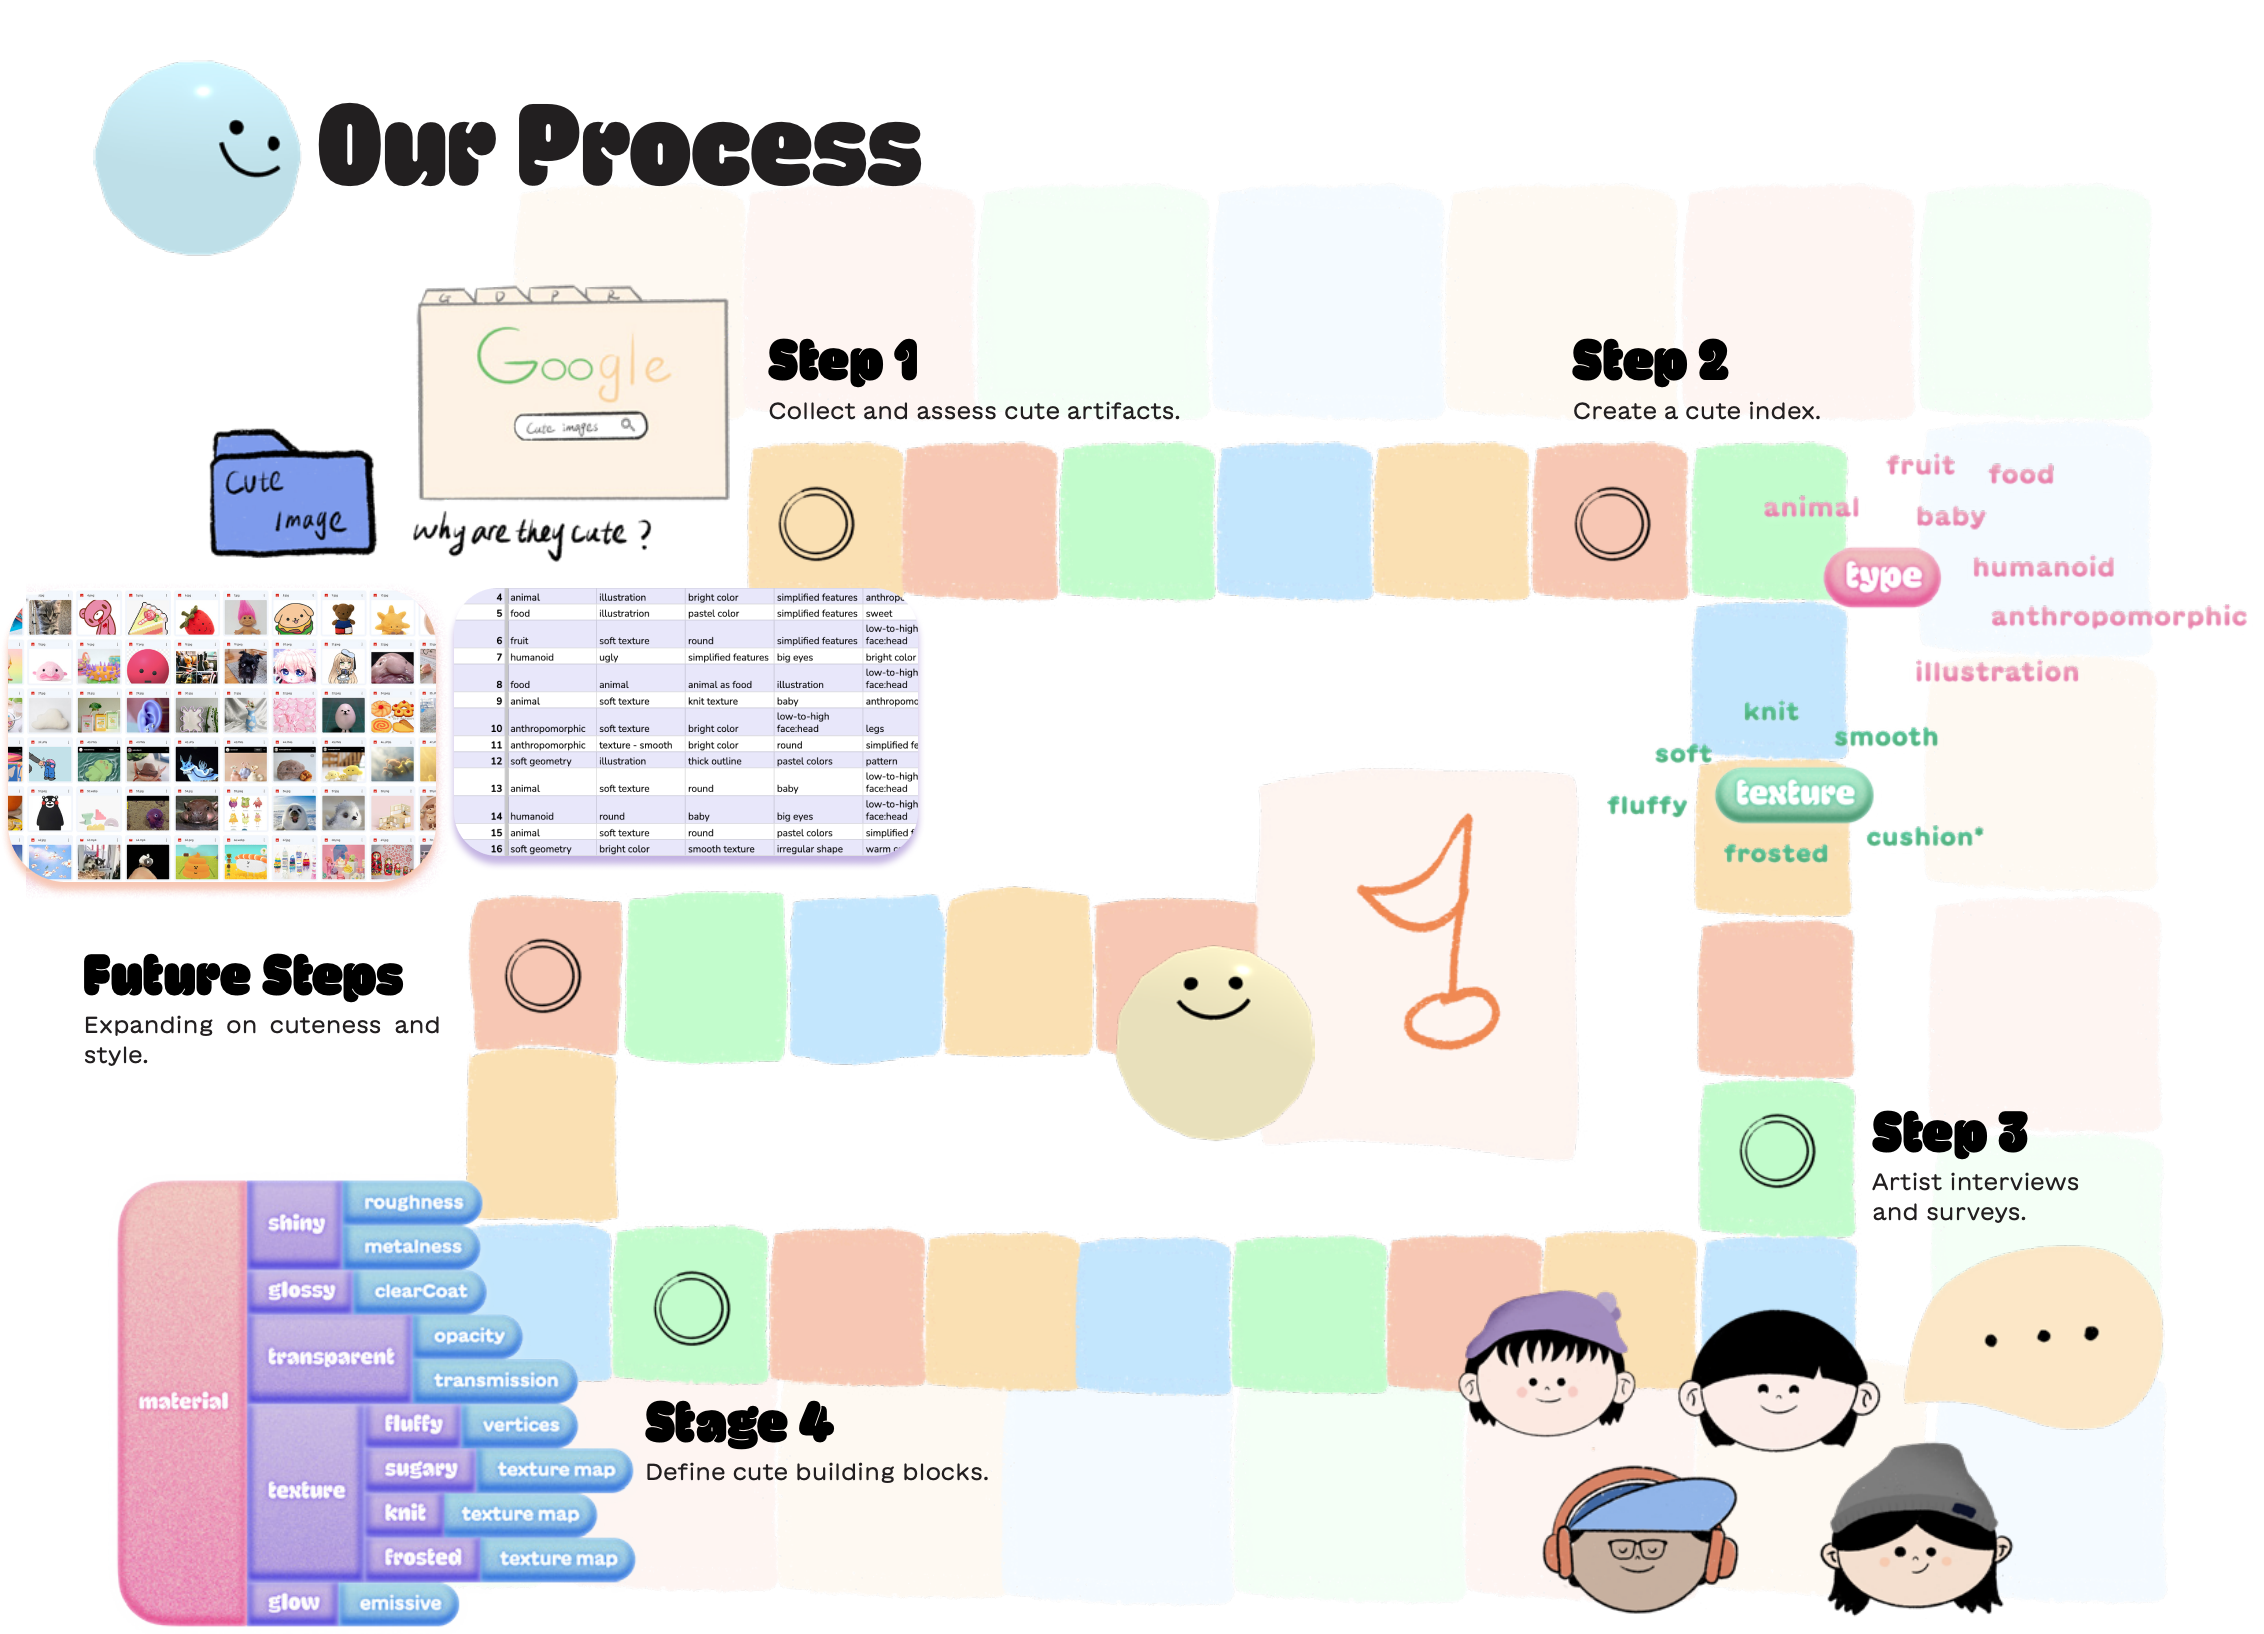 Our Process
G D P R
Google
Cute images
Cute
Image
why are they cute ?
Step 1
Collect and assess cute artifacts.
Step 2
Create a cute index.
fruit food
animal baby
type humanoid
anthropomorphic
illustration
knit
soft smooth
fluffy texture
cushion*
frosted
4 animal illustration bright color simplified features
5 food illustratrion pastel color simplified features sweet
6 fruit soft texture round simplified features low-to-high face:head
7 humanoid ugly simplified features big eyes bright color
8 food animal animal as food illustration low-to-high face:head
9 animal soft texture knit texture baby anthropomo
10 anthropomorphic soft texture bright color low-to-high face:head legs
11 anthropomorphic texture - smooth bright color round simplified fe
12 soft geometry illustration thick outline pastel colors pattern
13 animal soft texture round baby low-to-high face:head
14 humanoid round baby big eyes low-to-high face:head
15 animal soft texture round pastel colors simplified
16 soft geometry bright color smooth texture irregular shape warm
Step 3
Artist interviews
and surveys.
Future Steps
Expanding on cuteness and
style.
material
shiny roughness
metalness
glossy clearCoat
transparent opacity
transmission
texture
fluffy vertices
sugary texture map
knit texture map
frosted texture map
glow emissive
Stage 4
Define cute building blocks.